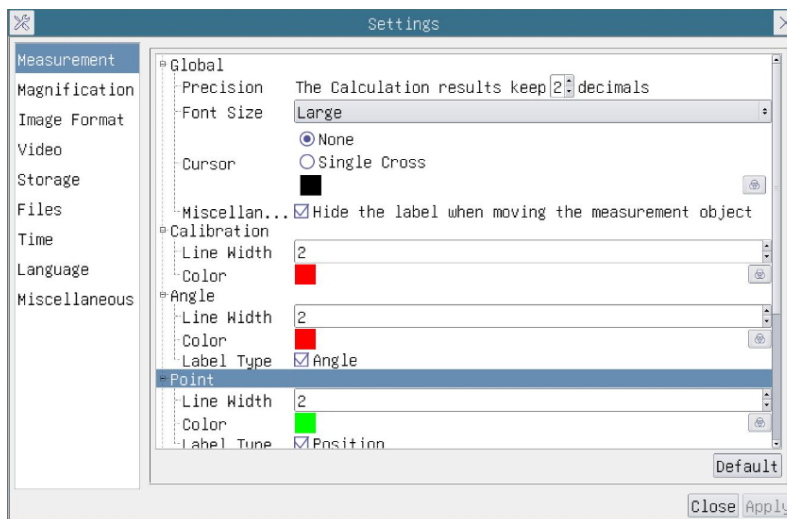 Settings
Measurement
Magnification
Image Format
Video
Storage
Files
Time
Language
Miscellaneous
Global
Precision The Calculation results keep 2 decimals
Font Size Large
Cursor
None
Single Cross
Miscellan... Hide the label when moving the measurement object
Calibration
Line Width 2
Color
Angle
Line Width 2
Color
Label Type Angle
Point
Line Width 2
Color
Label Type Position
Default
Close Apply